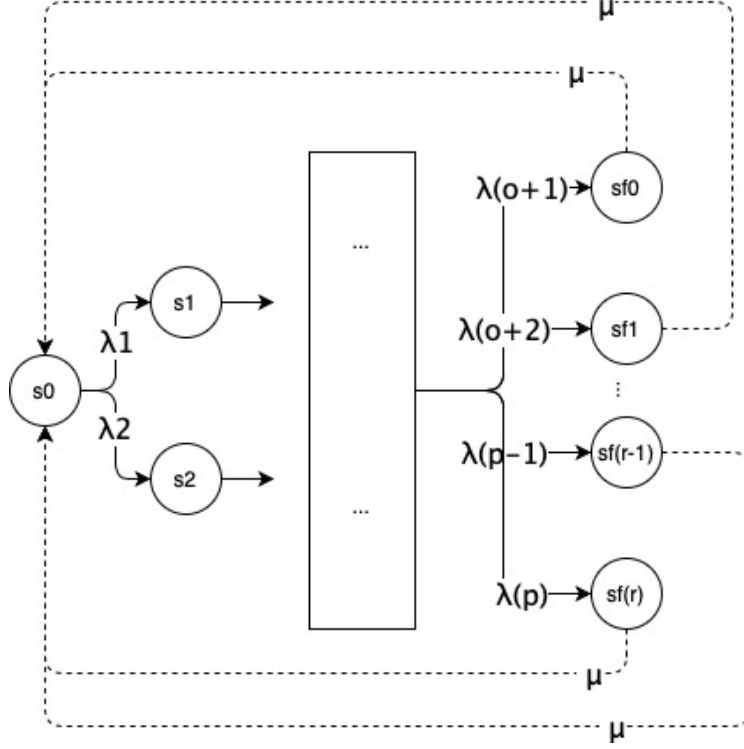 μ
μ
λ(o+1)
sf0
...
s1
λ(o+2)
sf1
λ1
s0
...
λ2
λ(p-1)
sf(r-1)
s2
...
λ(p)
sf(r)
μ
μ